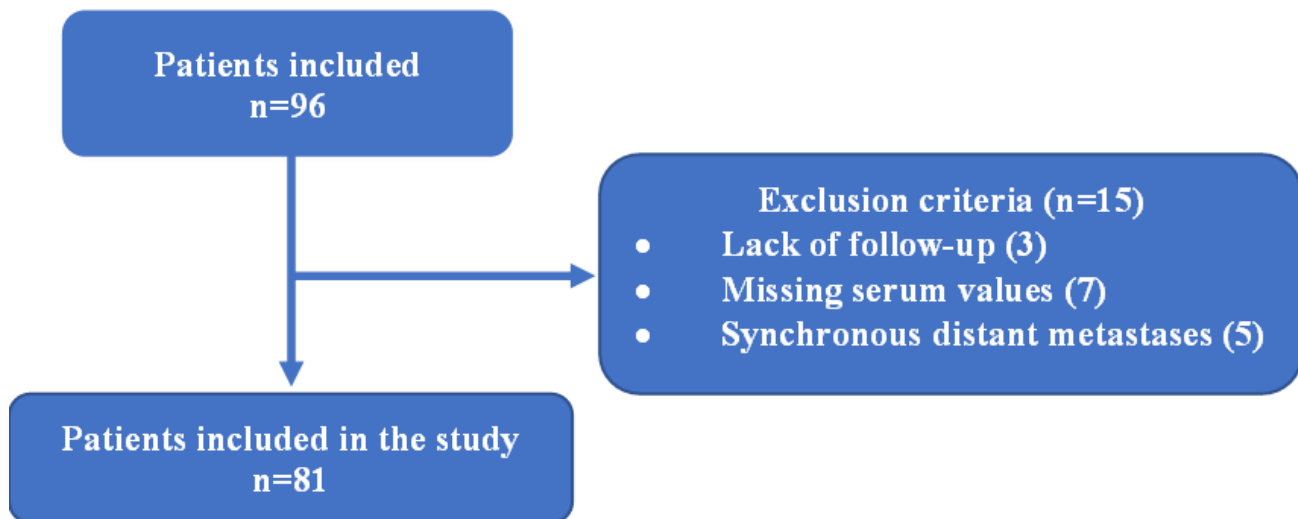 Patients included
n=96
Exclusion criteria (n=15)
• Lack of follow-up (3)
• Missing serum values (7)
• Synchronous distant metastases (5)
Patients included in the study
n=81